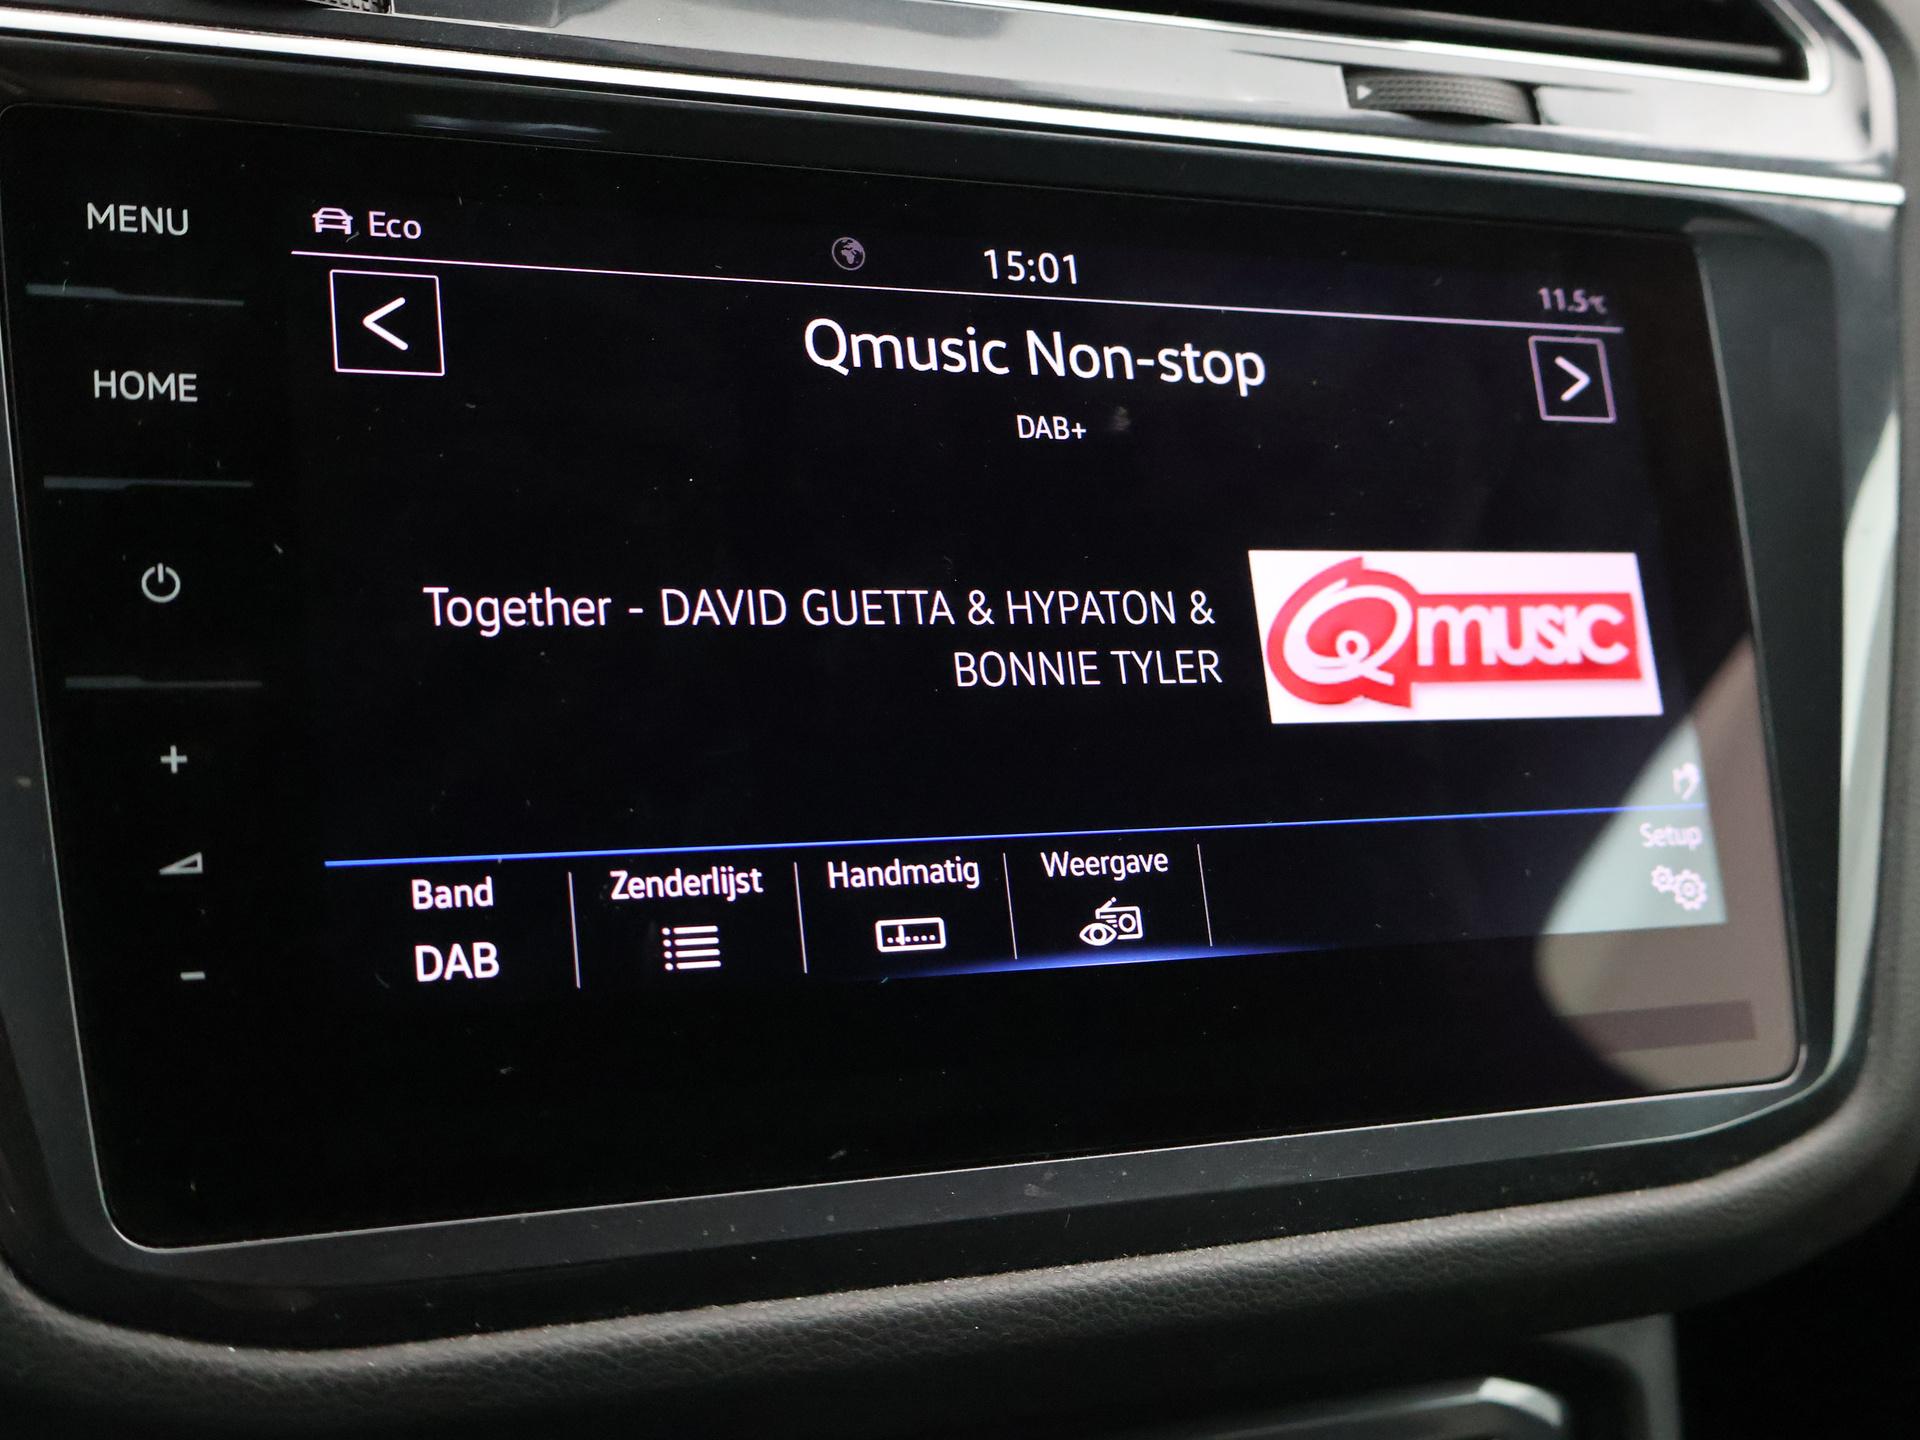 MENU
HOME
Eco
15:01
11.5°C
<
Qmusic Non-stop
>
DAB+
Together - DAVID GUETTA & HYPATON &
BONNIE TYLER
Qmusic
+
-
Band
DAB
Zenderlijst
Handmatig
Weergave
Setup